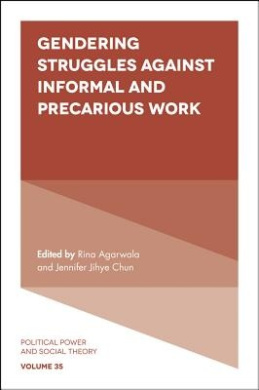 GENDERING
STRUGGLES AGAINST
INFORMAL AND
PRECARIOUS WORK
Edited by Rina Agarwala
and Jennifer Jihye Chun
POLITICAL POWER
AND SOCIAL THEORY
VOLUME 35